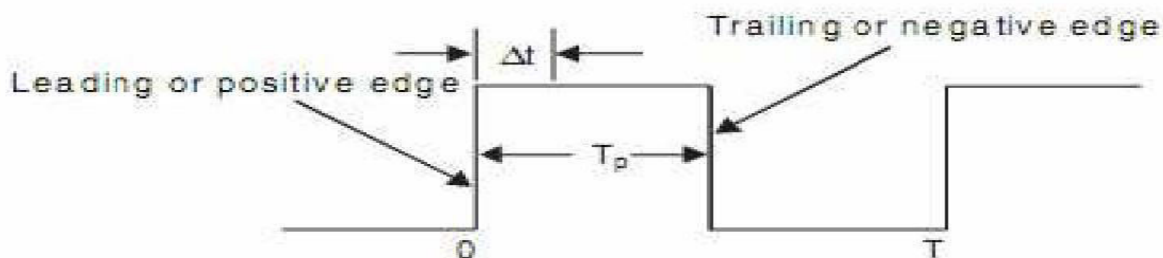 Trailing or negative edge
Δt
Leading or positive edge
Tp
0
T